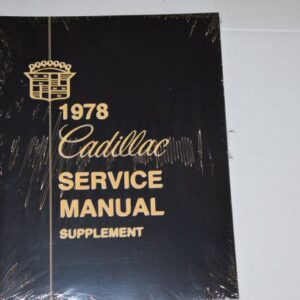 1978
Cadillac
SERVICE
MANUAL
SUPPLEMENT